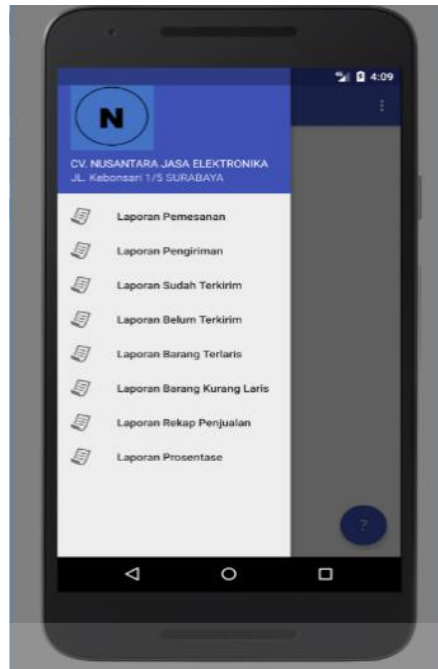 4:09
N
CV. NUSANTARA JASA ELEKTRONIKA
JL. Kebonsari 1/5 SURABAYA
Laporan Pemesanan
Laporan Pengiriman
Laporan Sudah Terkirim
Laporan Belum Terkirim
Laporan Barang Terlaris
Laporan Barang Kurang Laris
Laporan Rekap Penjualan
Laporan Prosentase
?